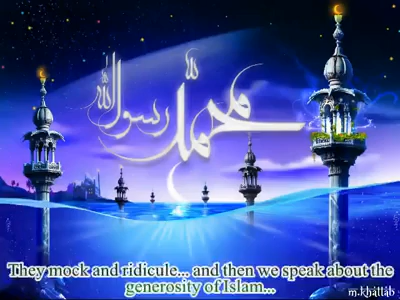 محمد رسول الله
They mock and ridicule... and then we speak about the
generosity of Islam...
m.khattab